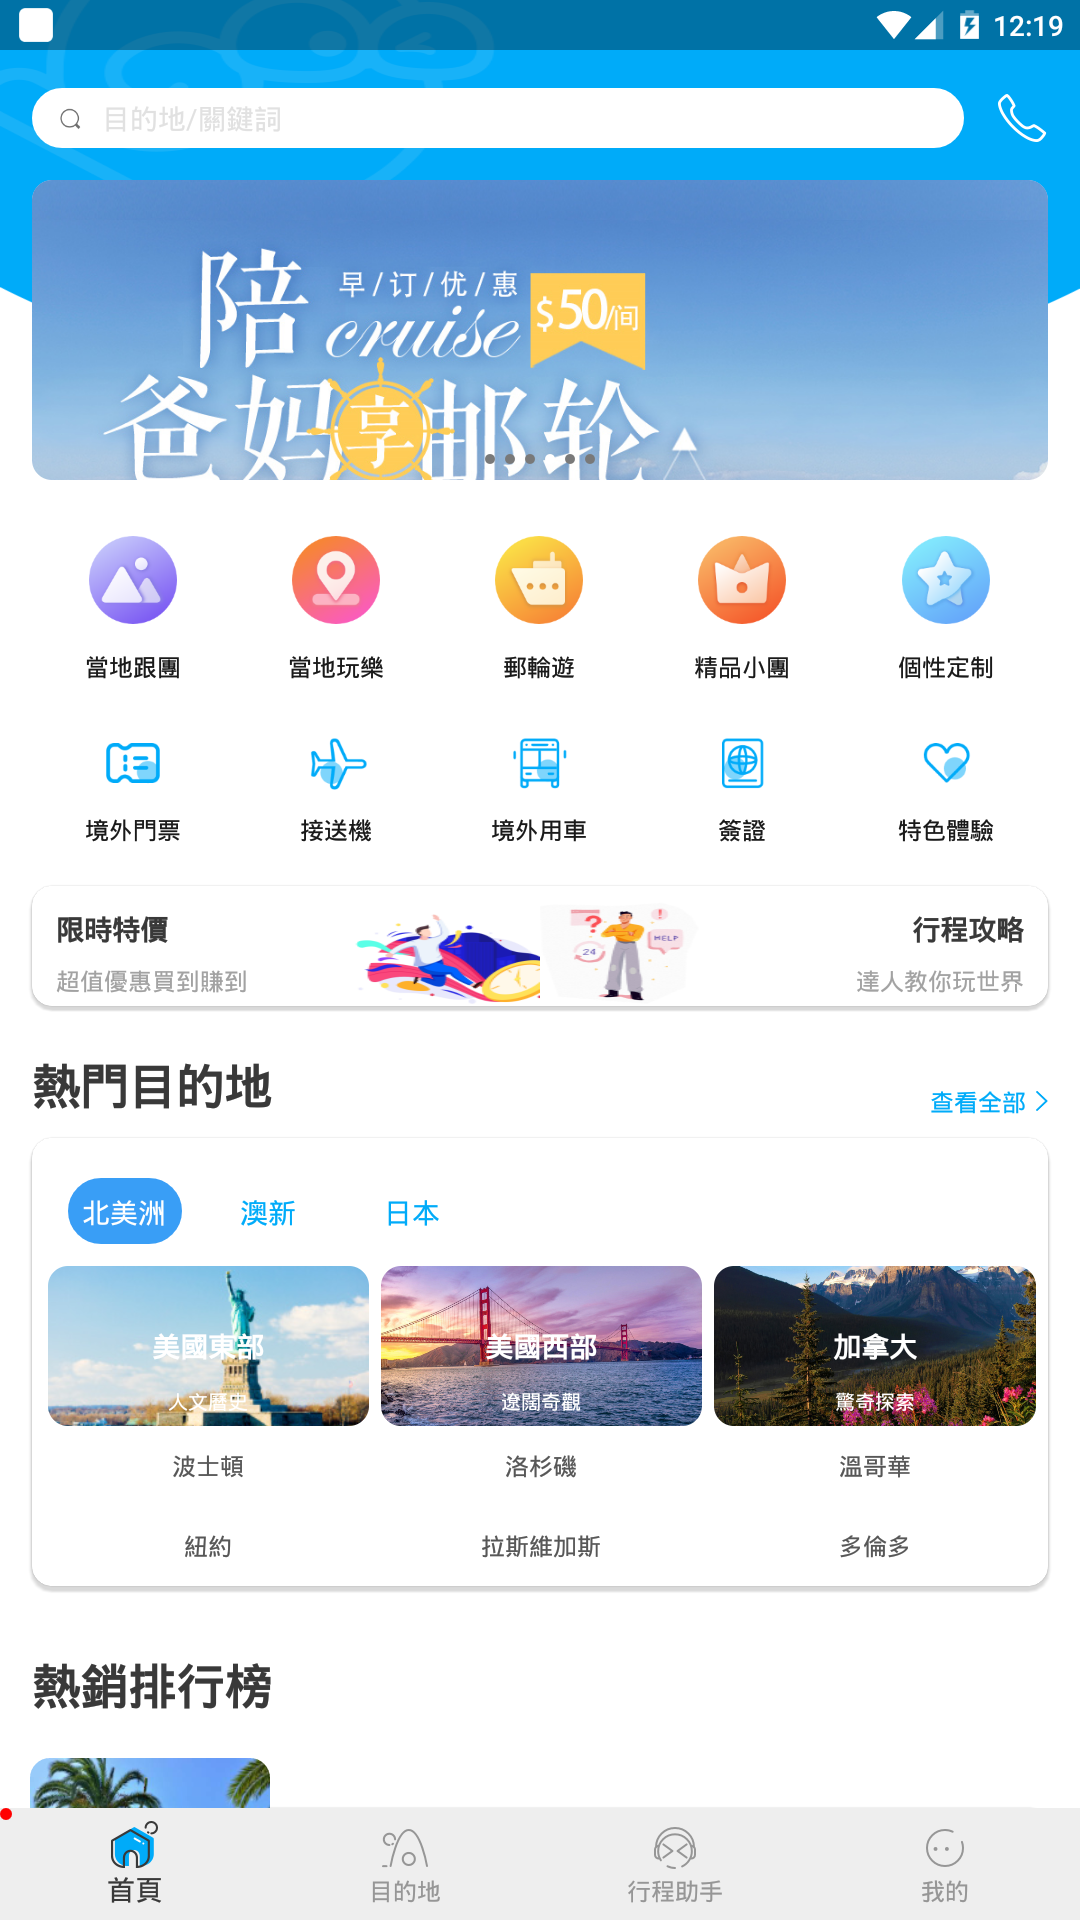 12:19
目的地/關鍵詞
陪
早/订/优/惠
cruise
$50/间
爸妈享邮轮
當地跟團
當地玩樂
郵輪遊
精品小團
個性定制
境外門票
接送機
境外用車
簽證
特色體驗
限時特價
超值優惠買到賺到
?
24
!
HELP
行程攻略
達人教你玩世界
熱門目的地
查看全部
北美洲
澳新
日本
美國東部
人文曆史
美國西部
遼闊奇觀
加拿大
驚奇探索
波士頓
洛杉磯
溫哥華
紐約
拉斯維加斯
多倫多
熱銷排行榜
首頁
目的地
行程助手
我的